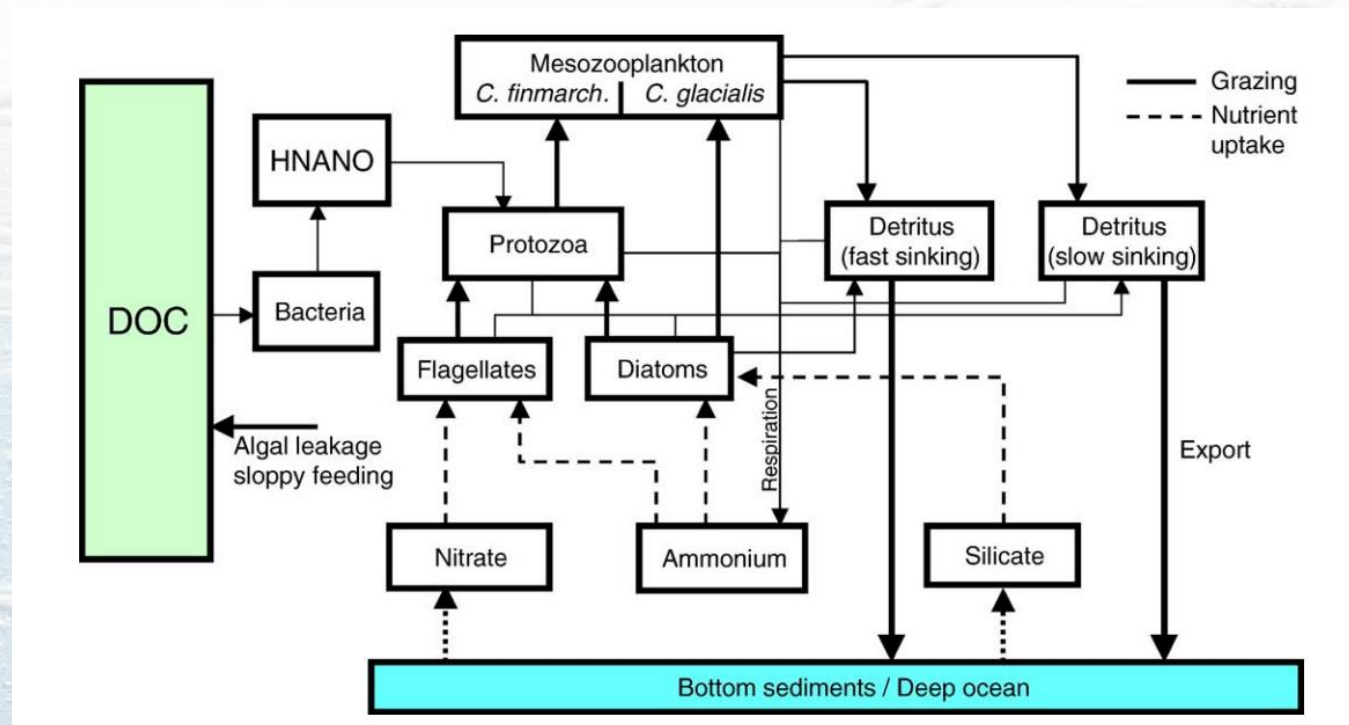 Mesozooplankton
C. finmarch. C. glacialis
Grazing
Nutrient
uptake
HNANO
Protozoa
Detritus
(fast sinking)
Detritus
(slow sinking)
DOC
Bacteria
Flagellates
Diatoms
Algal leakage
sloppy feeding
Respiration
Export
Nitrate
Ammonium
Silicate
Bottom sediments / Deep ocean